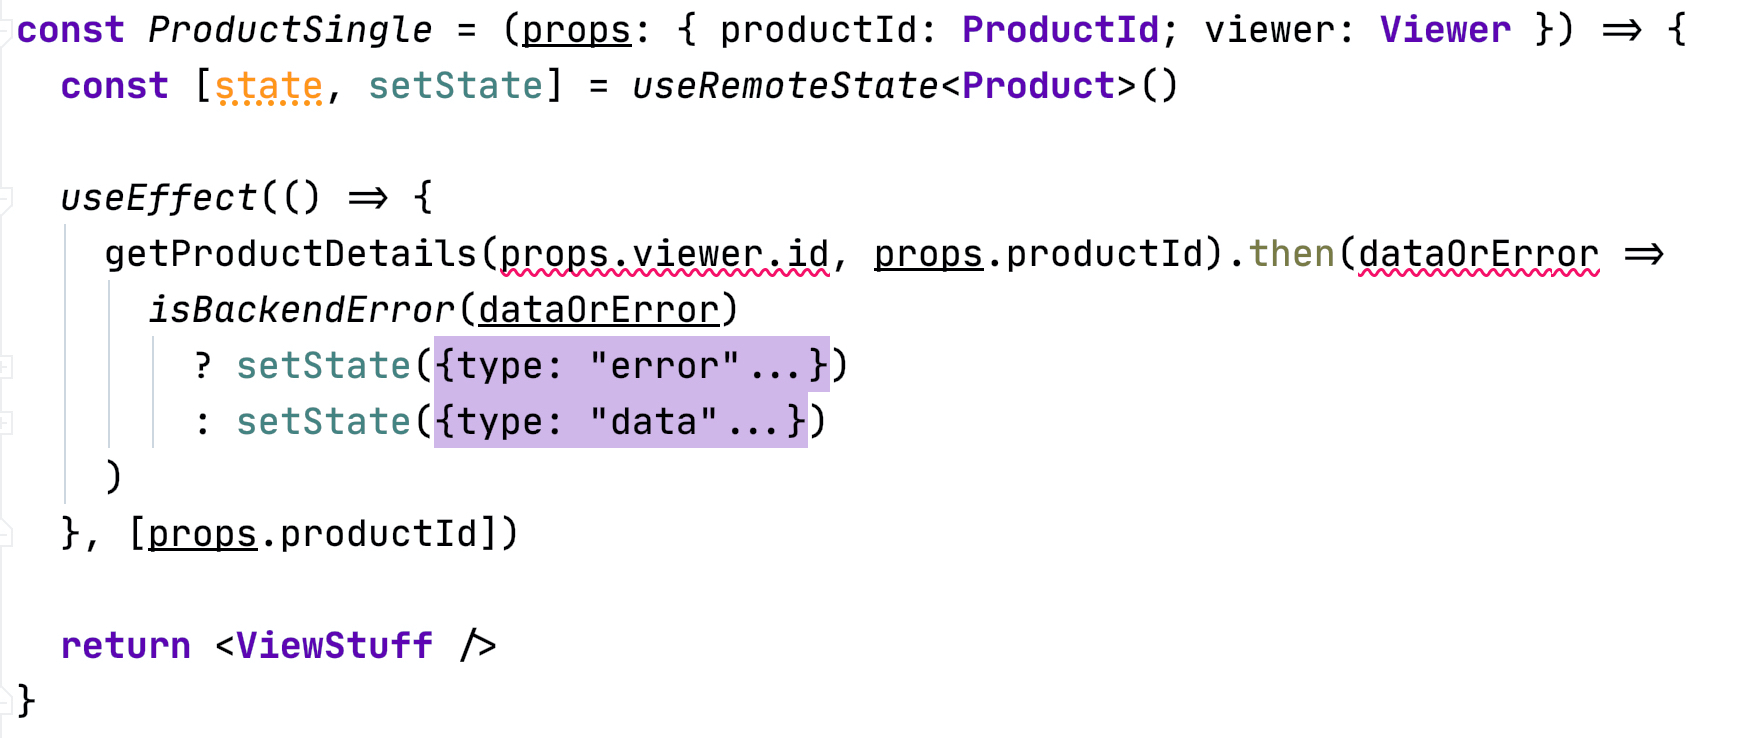 const ProductSingle = (props: { productId: ProductId; viewer: Viewer }) => {
const [state, setState] = useRemoteState<Product>()
useEffect(() => {
getProductDetails(props.viewer.id, props.productId).then(dataOrError =>
isBackendError(dataOrError)
? setState({type: "error"...})
: setState({type: "data"...})
)
}, [props.productId])
return <ViewStuff />
}